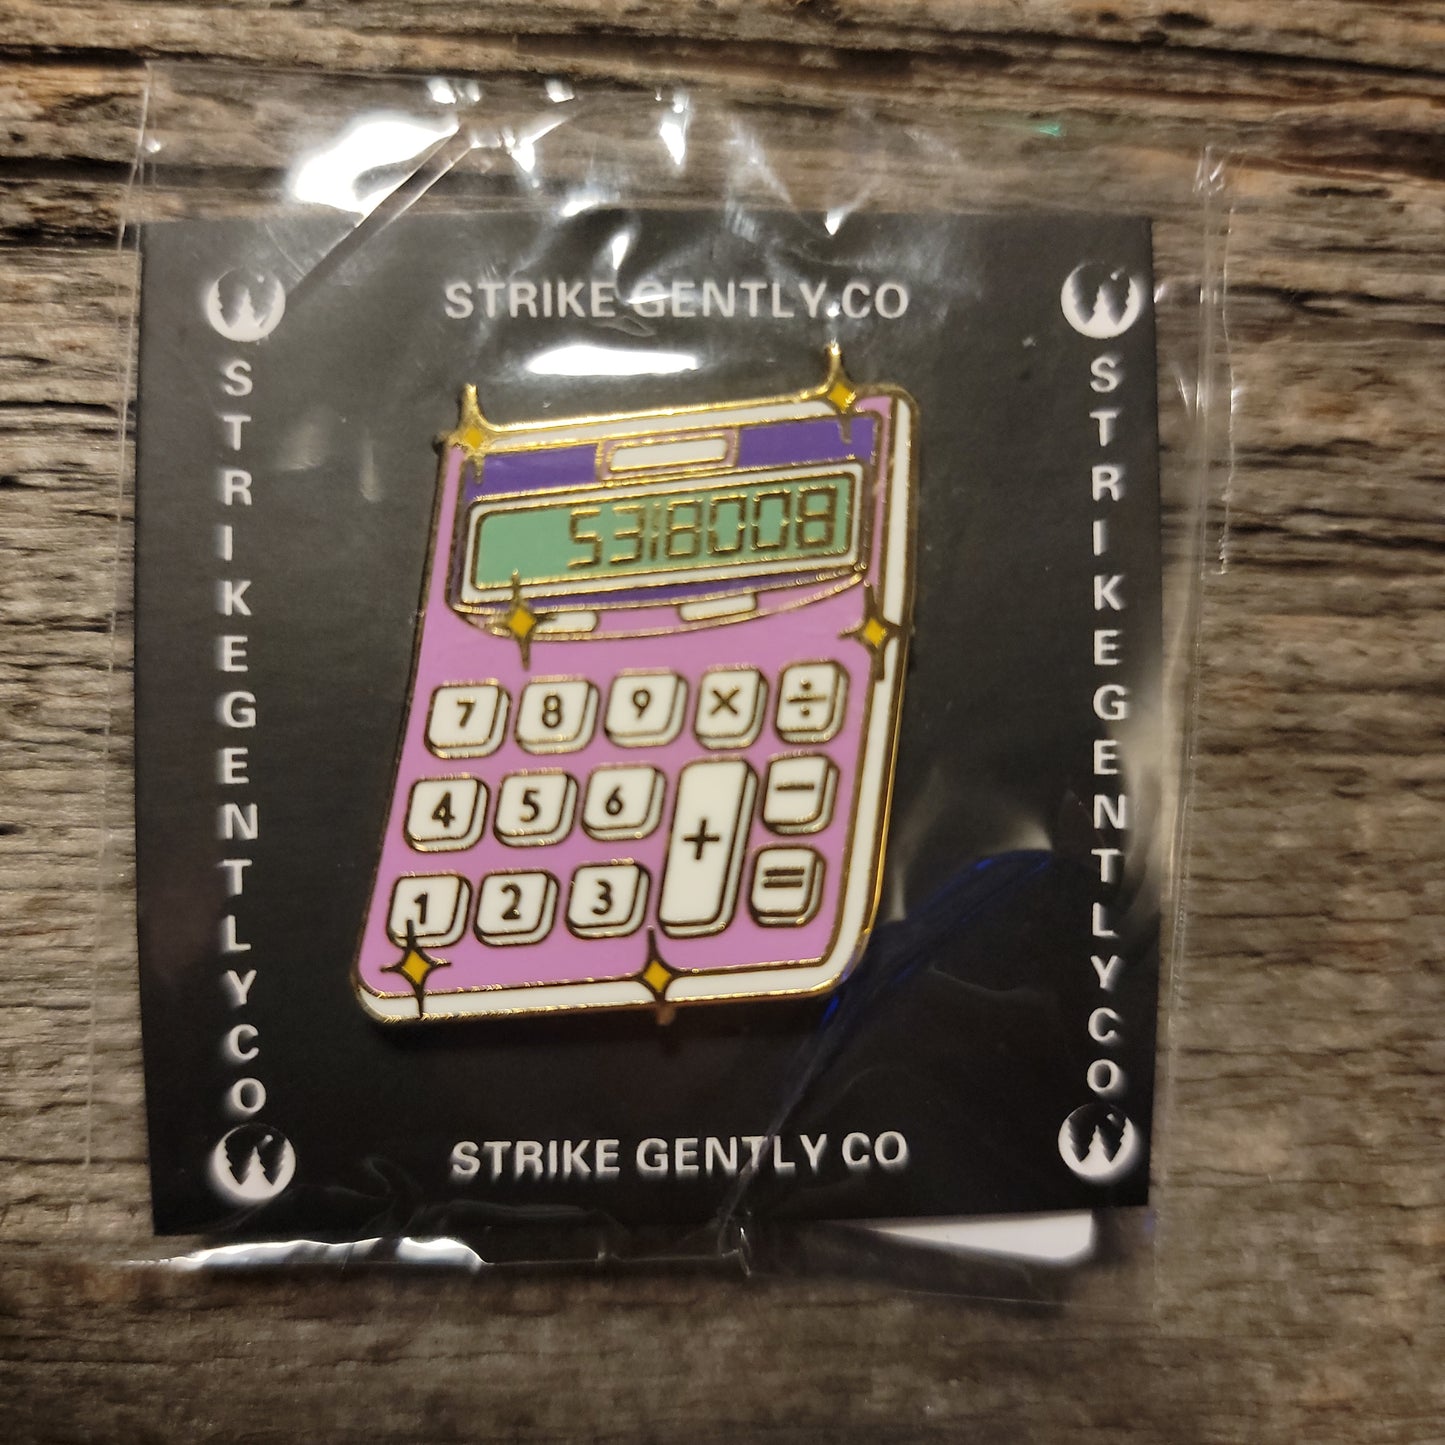 STRIKE GENTLY CO
STRIKEGENTLYCO
STRIKEGENTLYCO
5318008
7 8 9 × ÷
4 5 6 + −
1 2 3 =
STRIKE GENTLY CO